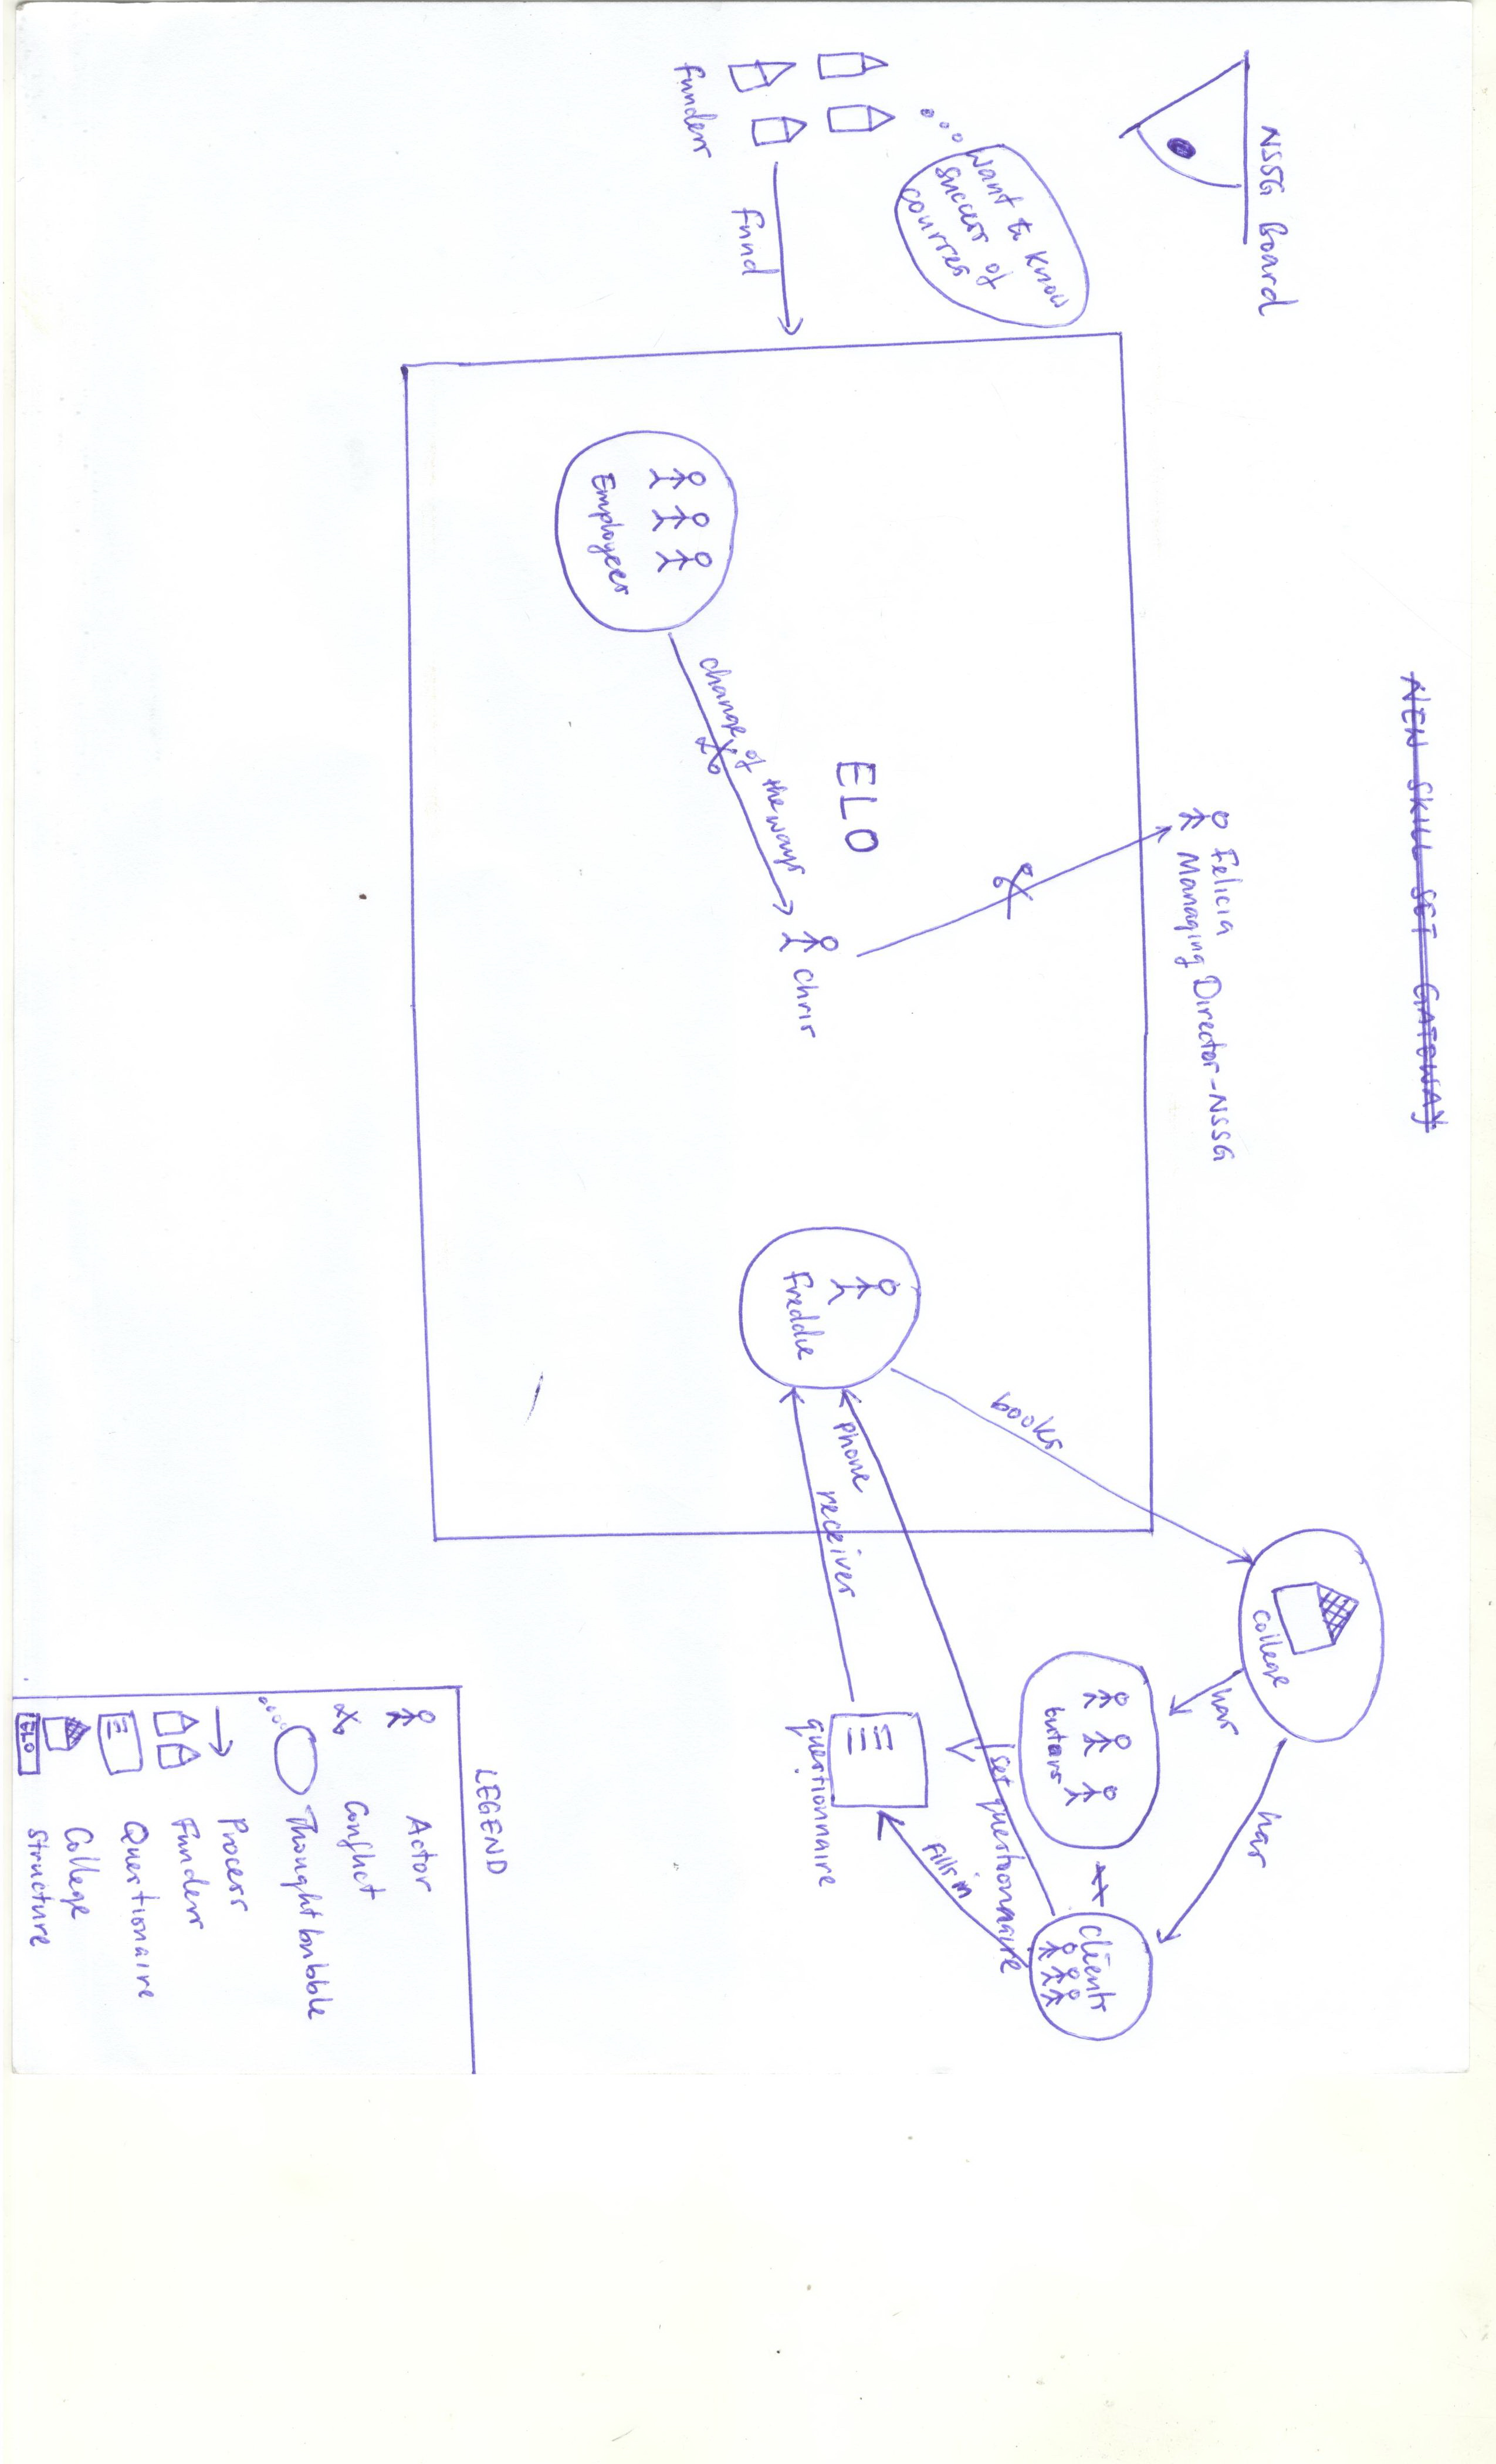 NEW SKILL SET GATEWAY
NSSG Board
Felicia
Managing Director-NSSG
College
has
has
tutors
Clients
set questionnaire
Fills in
questionnaire
books
Phone
receives
Freddie
Want to Know
Success of
courses
Fund
Funders
ELO
Chris
change of the ways
Employees
LEGEND
Actor
Conflict
Thought bubble
Process
Funders
Questionaire
College
ELO Structure